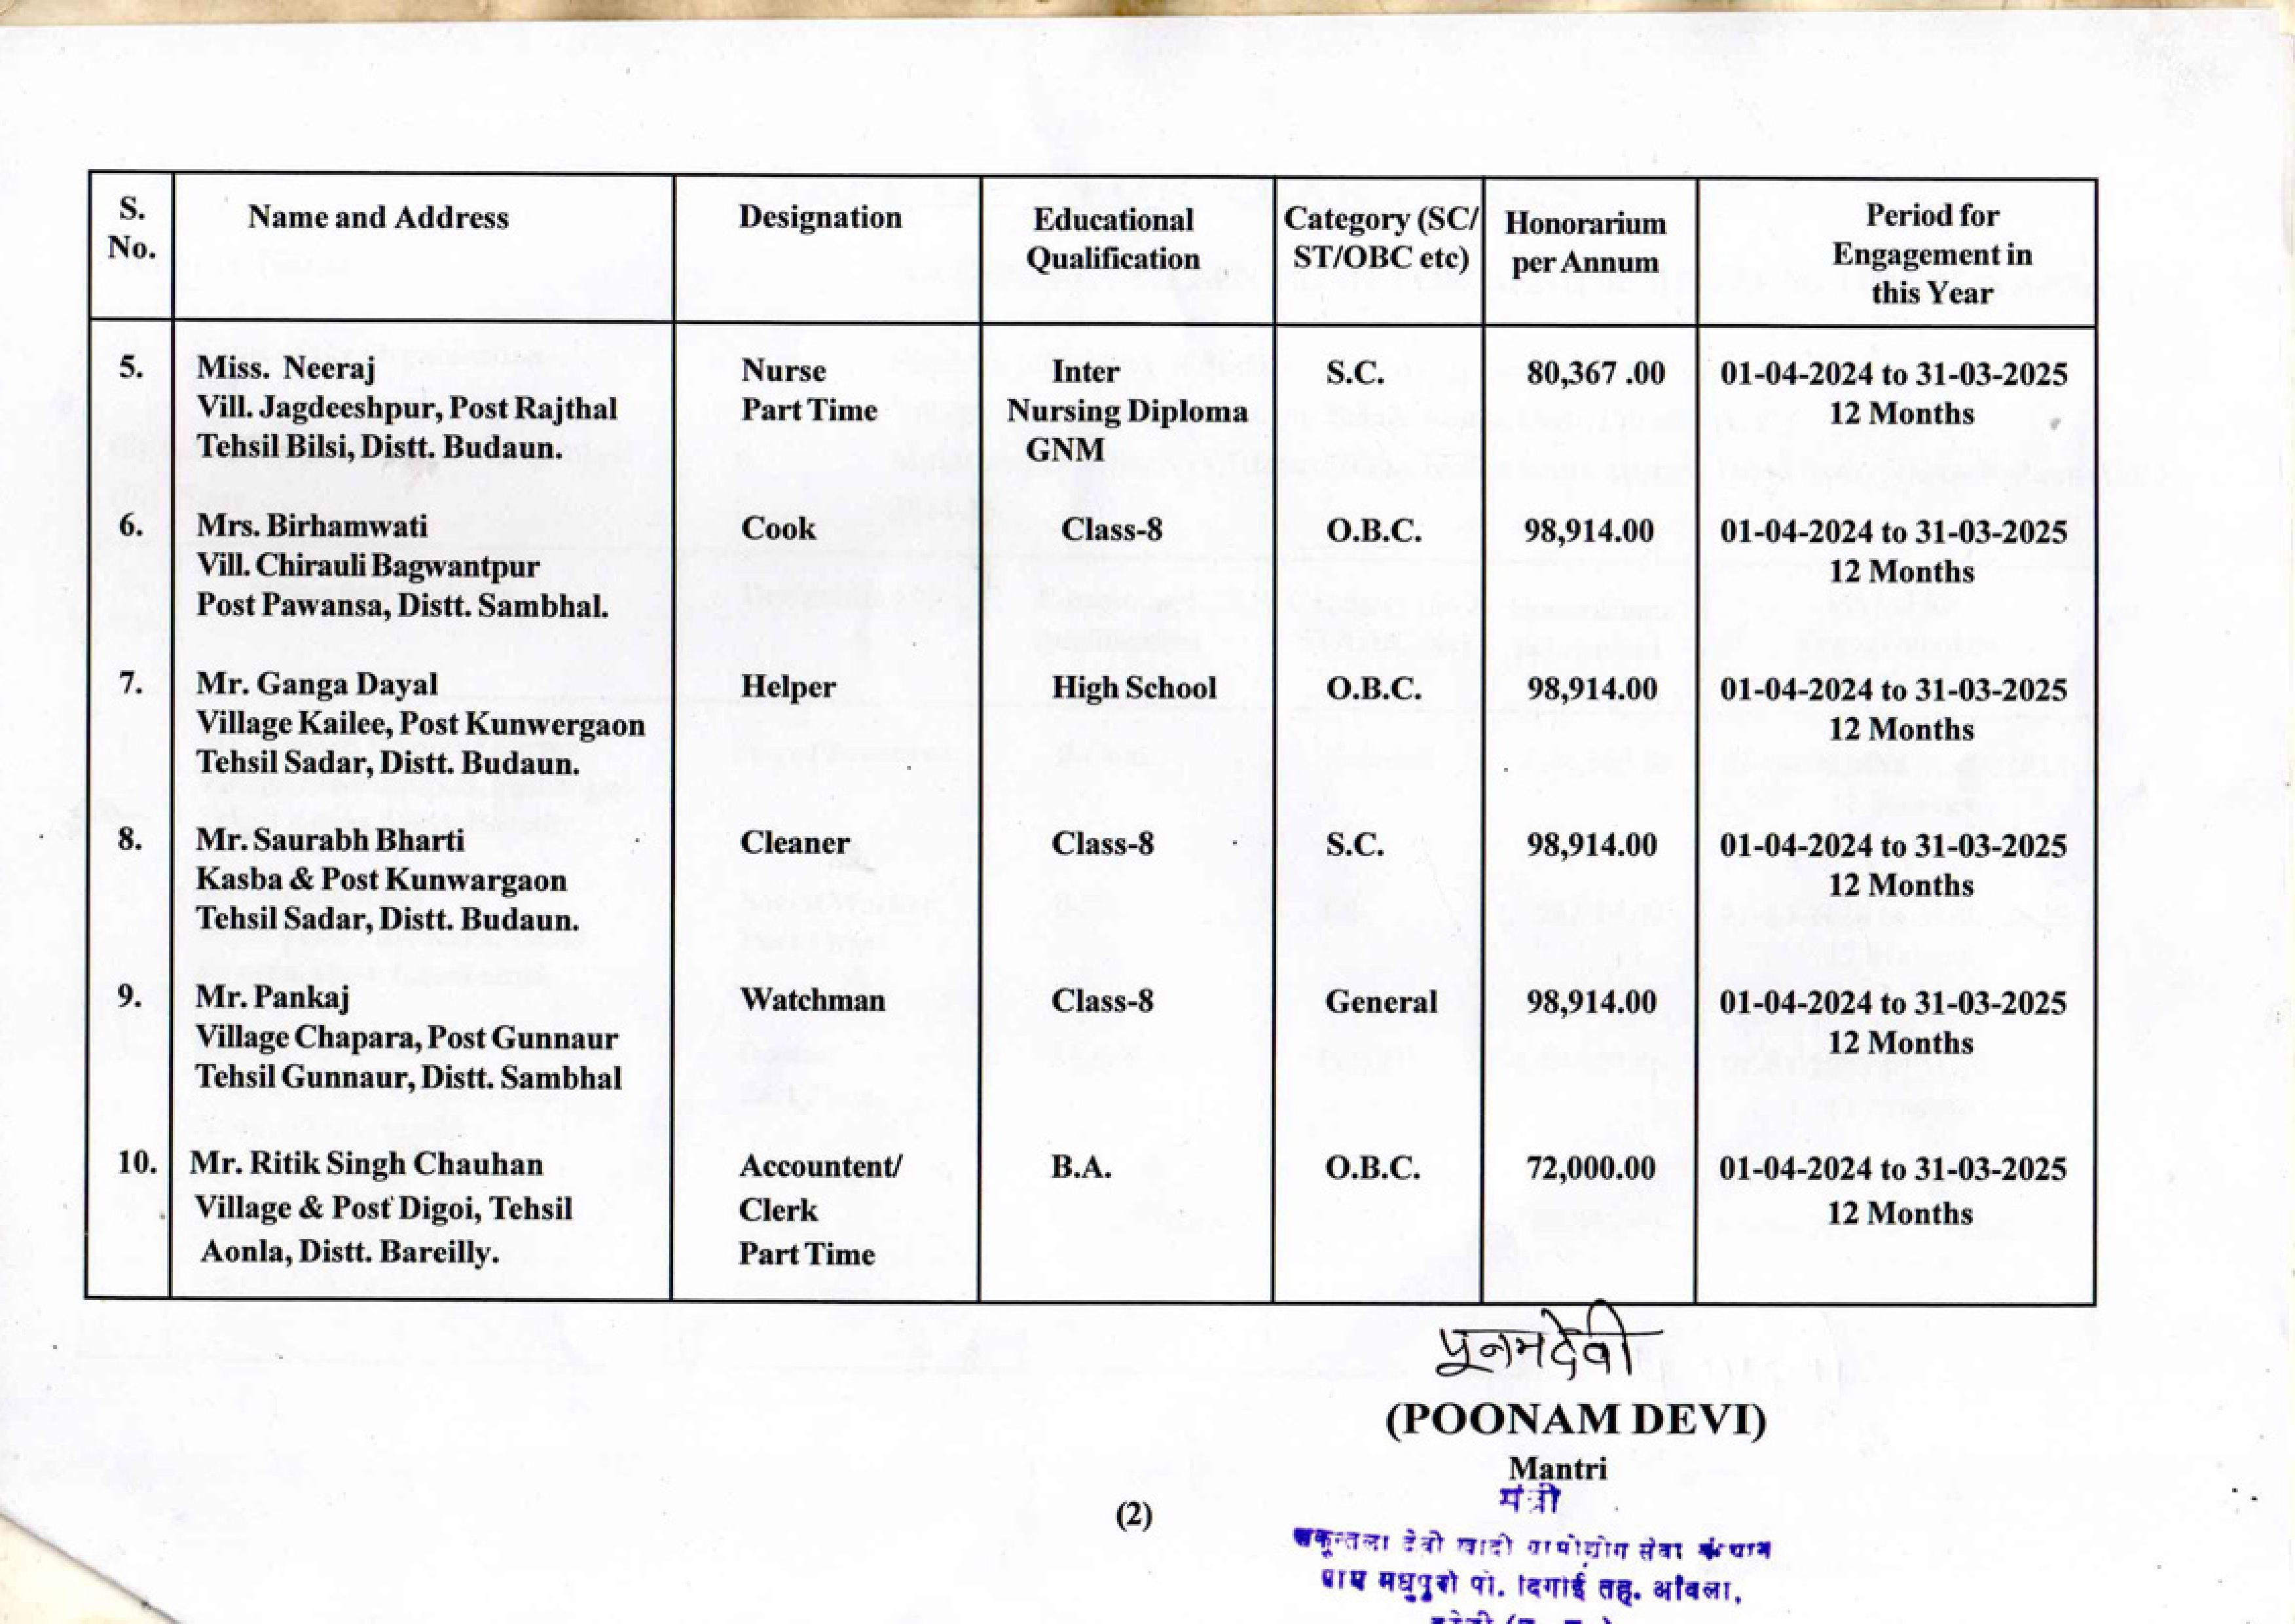 S. No. Name and Address Designation Educational Qualification Category (SC/ ST/OBC etc) Honorarium per Annum Period for Engagement in this Year
5. Miss. Neeraj Nurse Inter S.C. 80,367 .00 01-04-2024 to 31-03-2025
Vill. Jagdeeshpur, Post Rajthal Part Time Nursing Diploma 12 Months
Tehsil Bilsi, Distt. Budaun. GNM
6. Mrs. Birhamwati Cook Class-8 O.B.C. 98,914.00 01-04-2024 to 31-03-2025
Vill. Chirauli Bagwantpur 12 Months
Post Pawansa, Distt. Sambhal.
7. Mr. Ganga Dayal Helper High School O.B.C. 98,914.00 01-04-2024 to 31-03-2025
Village Kailee, Post Kunwergaon 12 Months
Tehsil Sadar, Distt. Budaun.
8. Mr. Saurabh Bharti Cleaner Class-8 S.C. 98,914.00 01-04-2024 to 31-03-2025
Kasba & Post Kunwargaon 12 Months
Tehsil Sadar, Distt. Budaun.
9. Mr. Pankaj Watchman Class-8 General 98,914.00 01-04-2024 to 31-03-2025
Village Chapara, Post Gunnaur 12 Months
Tehsil Gunnaur, Distt. Sambhal
10. Mr. Ritik Singh Chauhan Accountent/ B.A. O.B.C. 72,000.00 01-04-2024 to 31-03-2025
Village & Post Digoi, Tehsil Clerk 12 Months
Aonla, Distt. Bareilly. Part Time
पूनम देवी
(POONAM DEVI)
Mantri
मंत्री
(2)
सकुन्तला देवी खादी ग्रामोद्योग सेवा संस्थान
ग्राम मधुपुरी पो. दिगोई तह. आंवला,